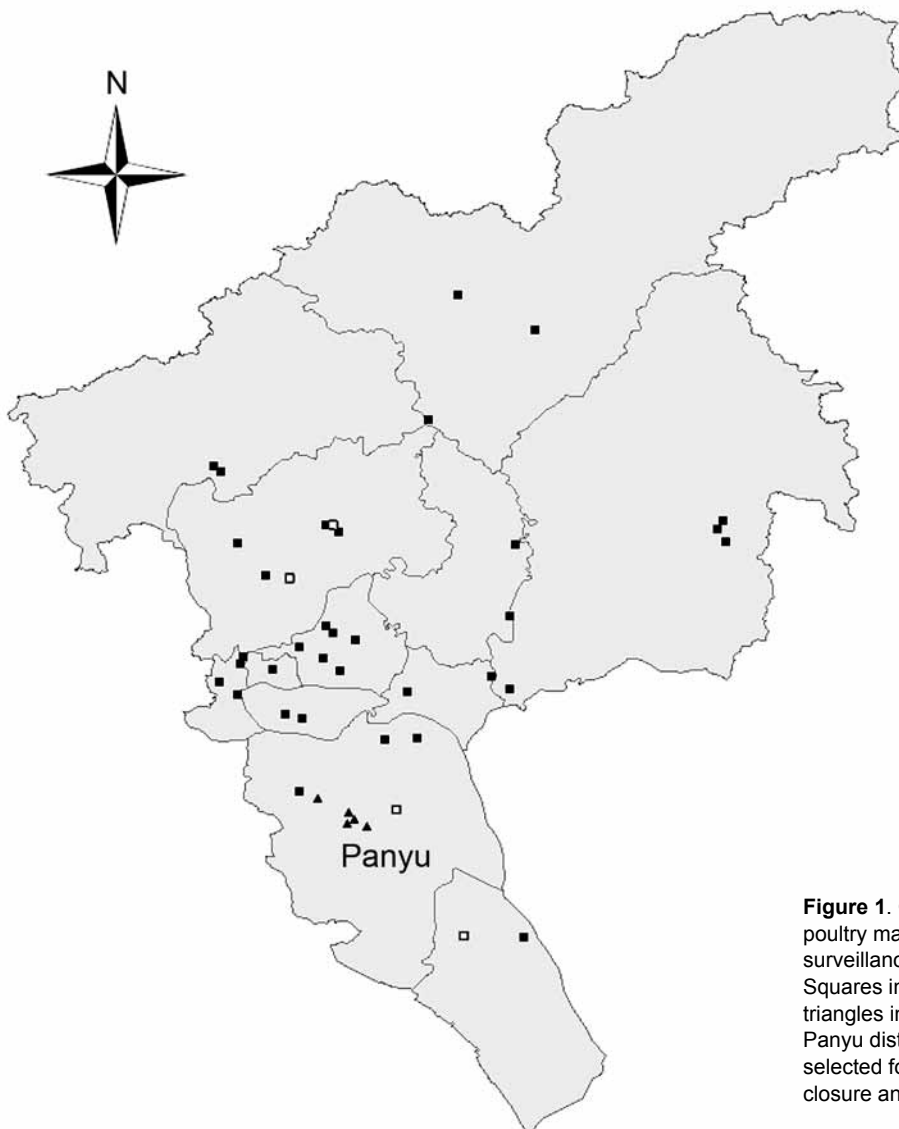 N
Panyu
Figure 1.
poultry ma
surveillanc
Squares in
triangles in
Panyu dist
selected fo
closure an